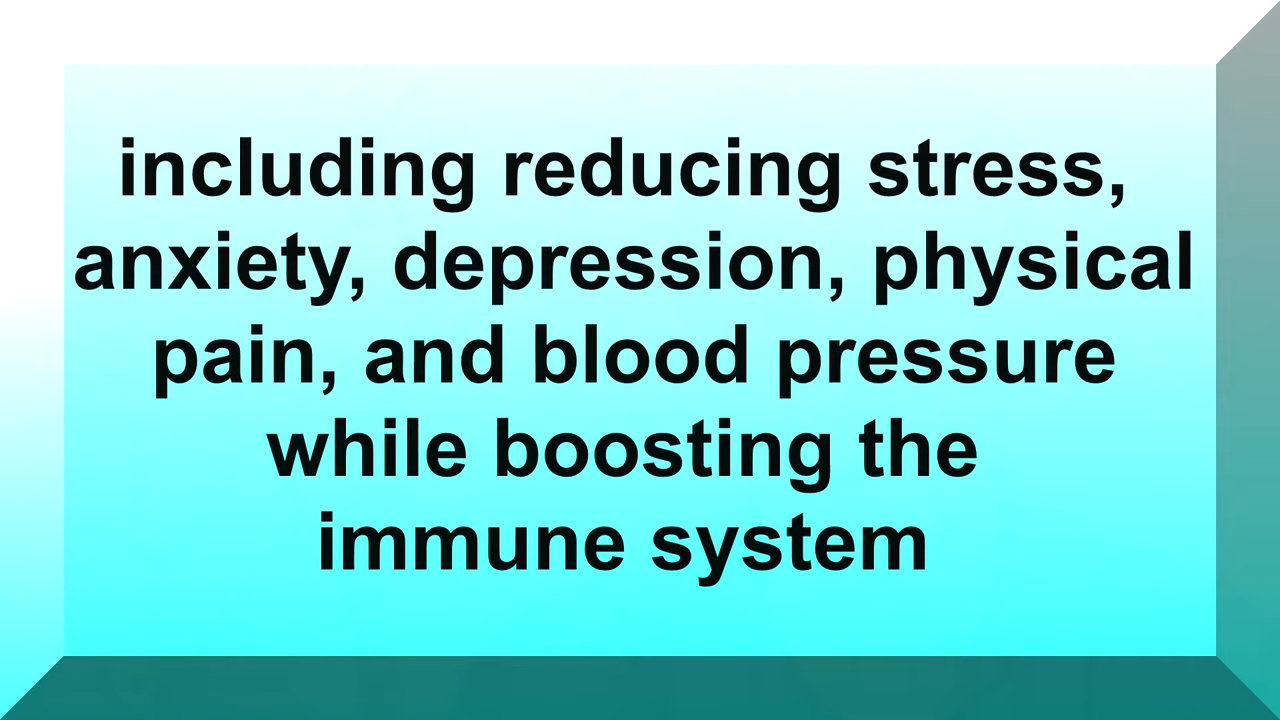 including reducing stress,
anxiety, depression, physical
pain, and blood pressure
while boosting the
immune system